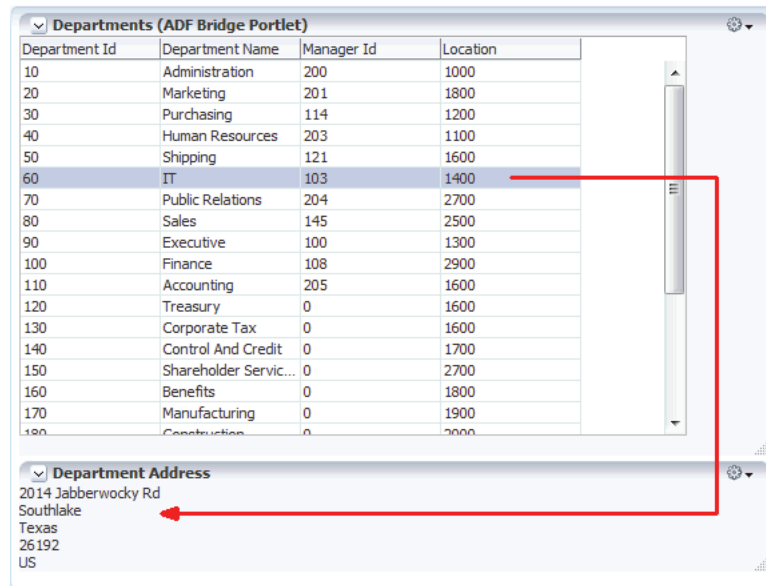 Departments (ADF Bridge Portlet)
Department Id Department Name Manager Id Location
10 Administration 200 1000
20 Marketing 201 1800
30 Purchasing 114 1200
40 Human Resources 203 1100
50 Shipping 121 1600
60 IT 103 1400
70 Public Relations 204 2700
80 Sales 145 2500
90 Executive 100 1300
100 Finance 108 2900
110 Accounting 205 1600
120 Treasury 0 1600
130 Corporate Tax 0 1600
140 Control And Credit 0 1700
150 Shareholder Servic... 0 2700
160 Benefits 0 1800
170 Manufacturing 0 1900
180 Construction 0 2000
Department Address
2014 Jabberwocky Rd
Southlake
Texas
26192
US